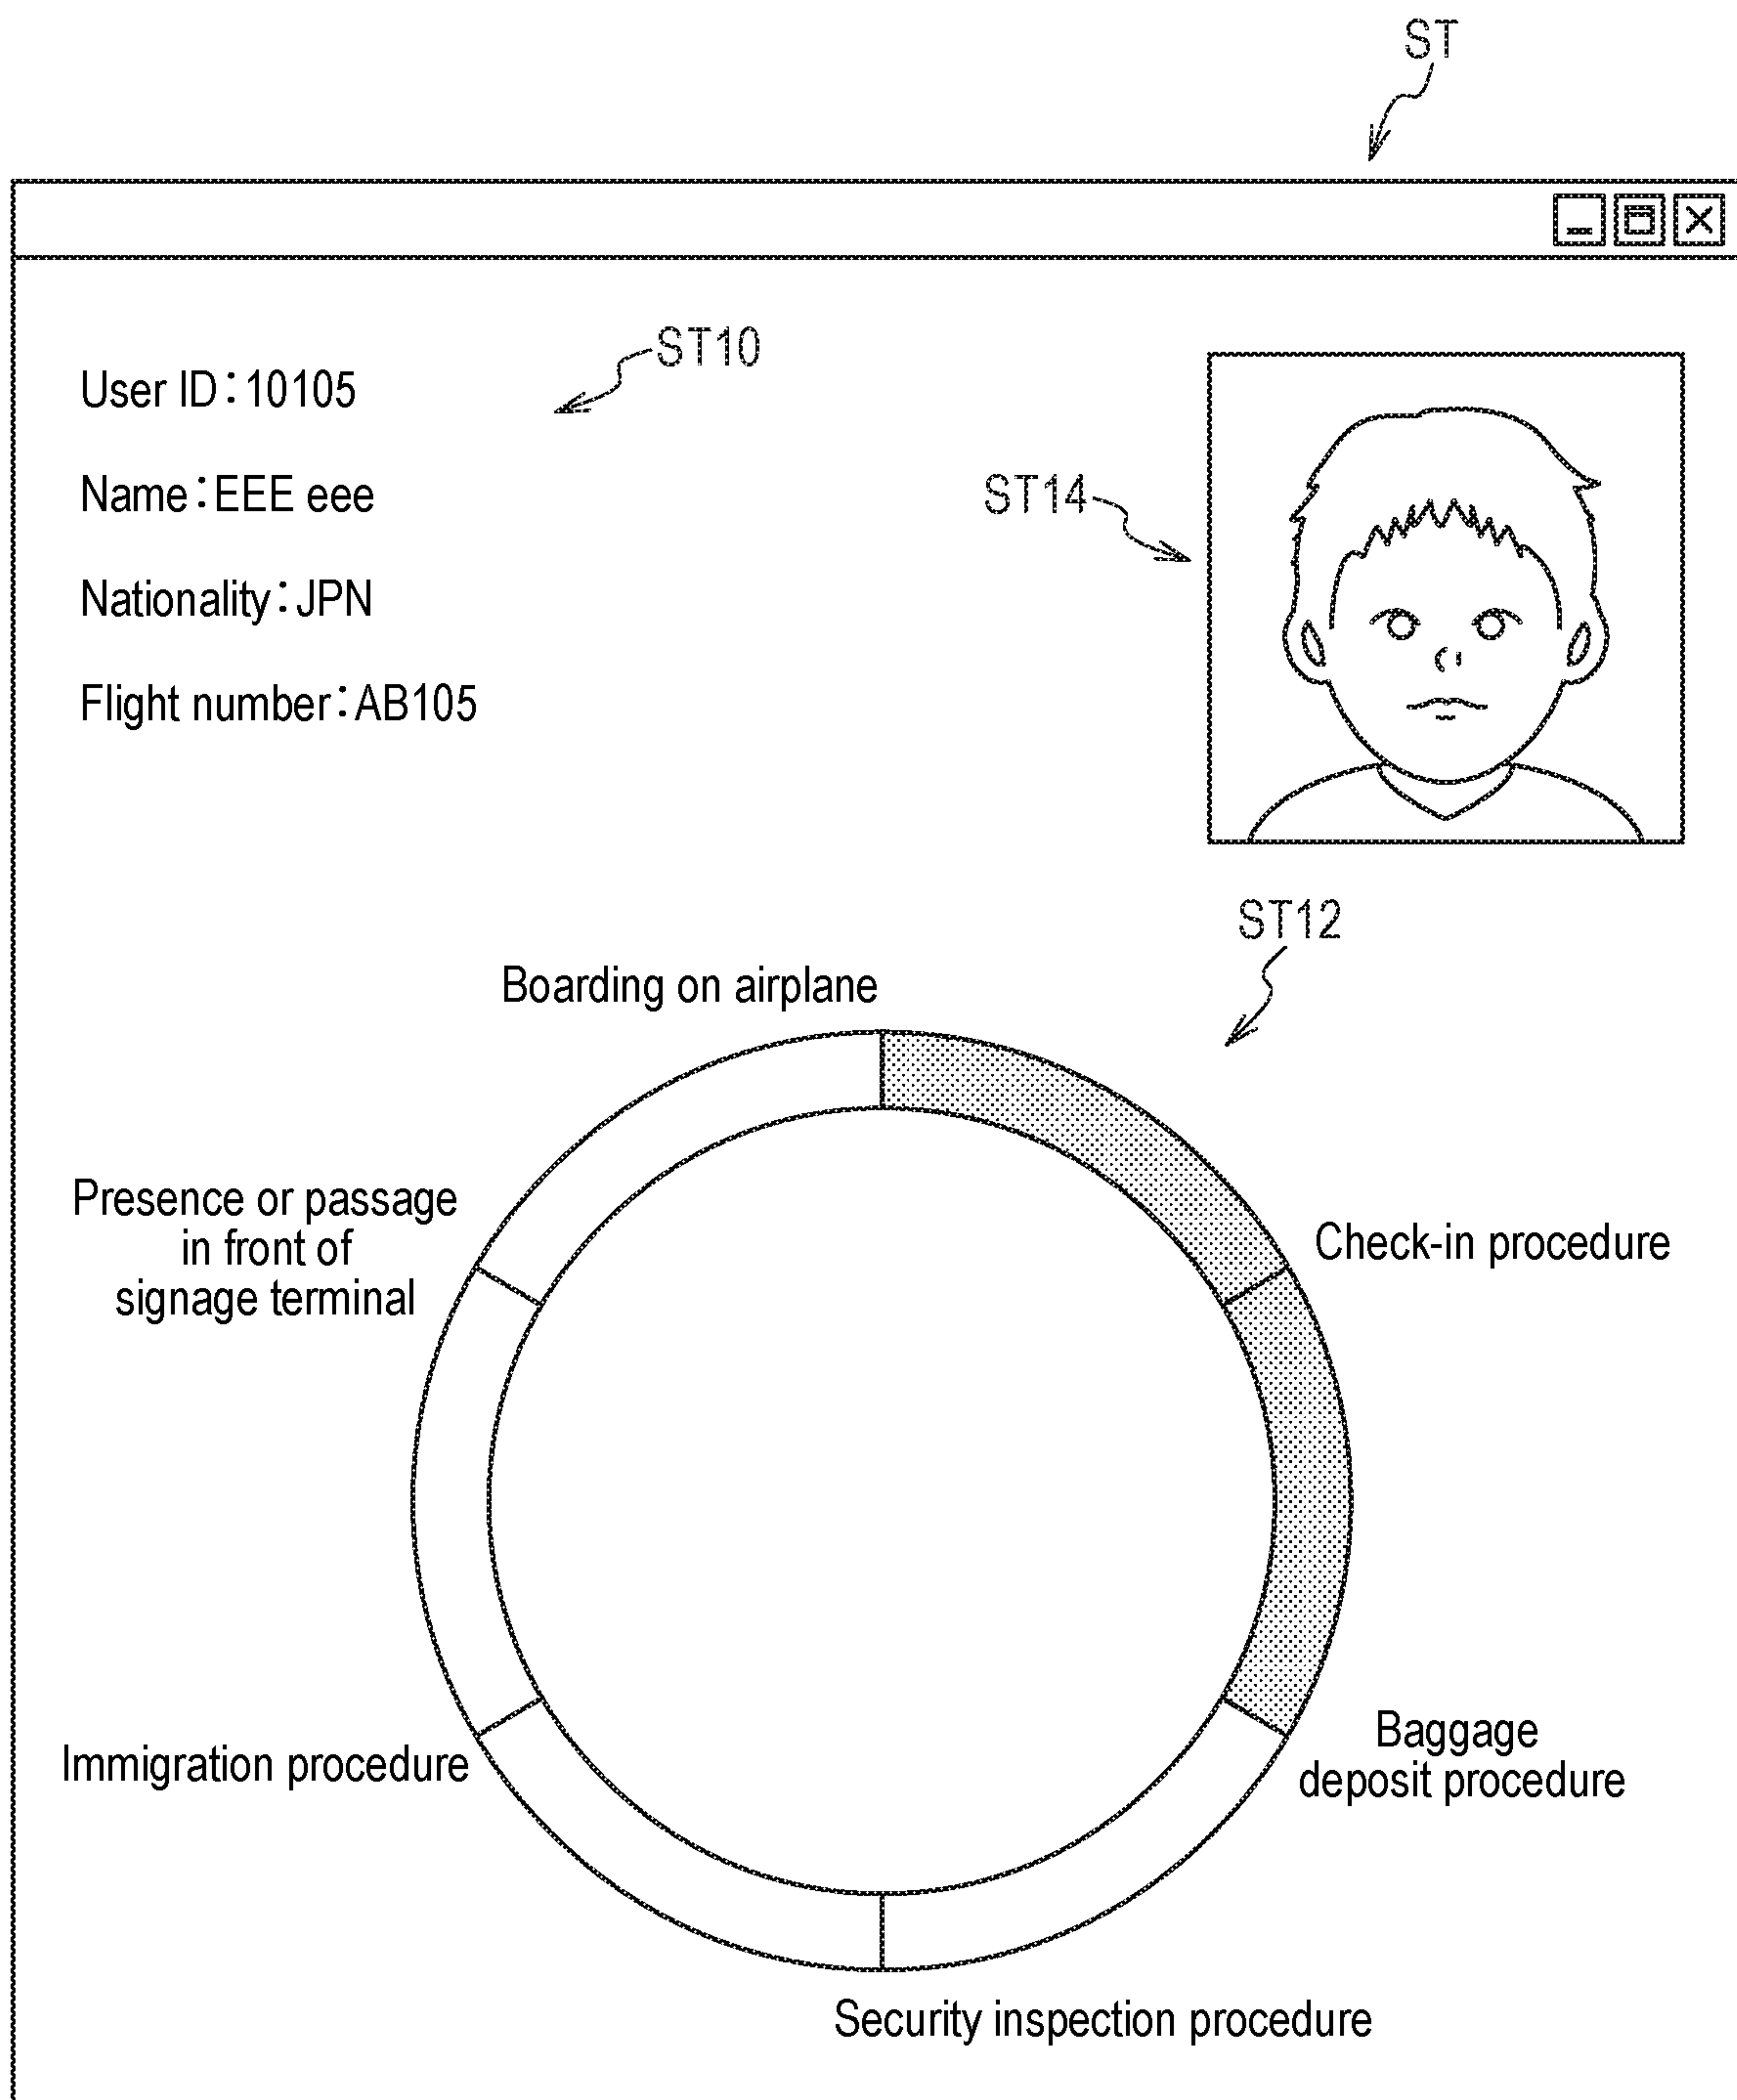 ST
User ID:10105
ST10
Name:EEE eee
ST14
Nationality:JPN
Flight number:AB105
ST12
Boarding on airplane
Presence or passage
in front of
signage terminal
Check-in procedure
Immigration procedure
Baggage
deposit procedure
Security inspection procedure